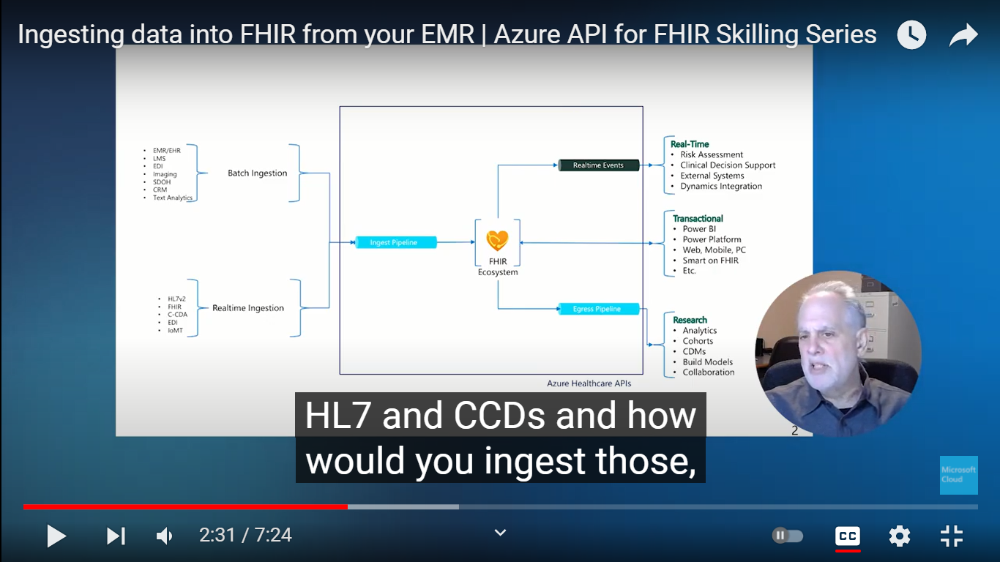 Ingesting data into FHIR from your EMR | Azure API for FHIR Skilling Series
• EMR/EHR
• LMS
• EDI
• Imaging
• SDOH
• CRM
• Text Analytics
Batch Ingestion
• HL7v2
• FHIR
• C-CDA
• EDI
• IoMT
Realtime Ingestion
Ingest Pipeline
FHIR
Ecosystem
Realtime Events
Egress Pipeline
Azure Healthcare APIs
Real-Time
• Risk Assessment
• Clinical Decision Support
• External Systems
• Dynamics Integration
Transactional
• Power BI
• Power Platform
• Web, Mobile, PC
• Smart on FHIR
• Etc.
Research
• Analytics
• Cohorts
• CDMs
• Build Models
• Collaboration
2
HL7 and CCDs and how
would you ingest those,
Microsoft
Cloud
2:31 / 7:24
CC